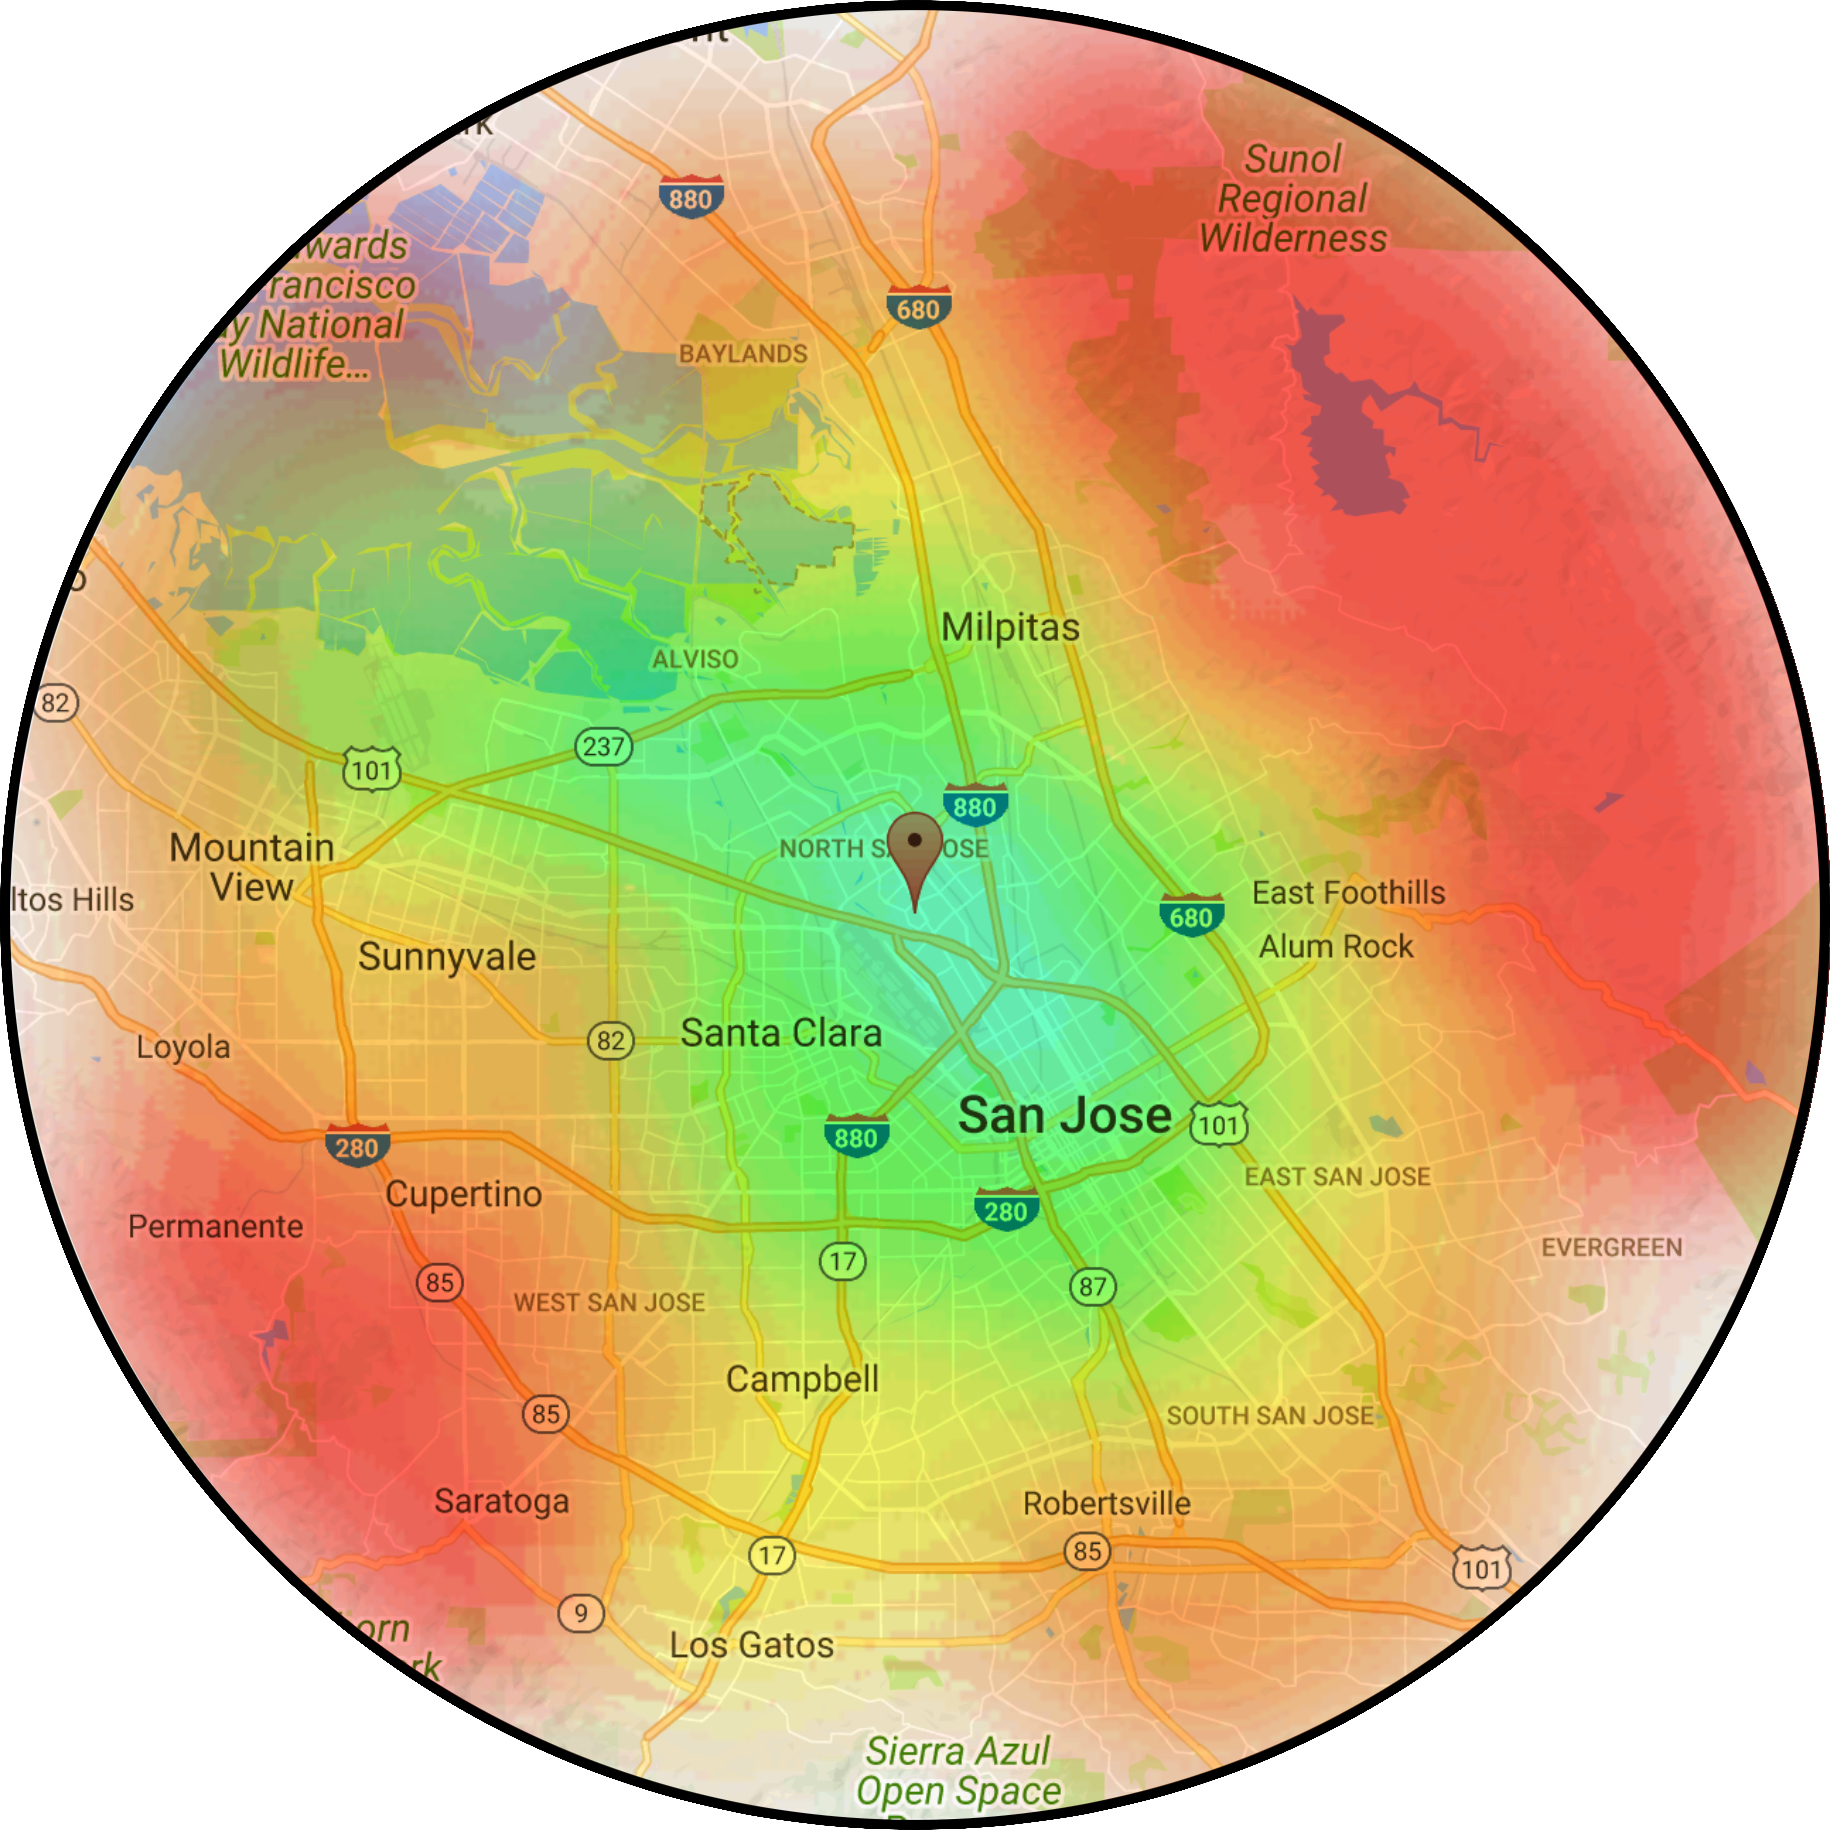 880
Sunol
Regional
Wilderness
wards
rancisco
y National
Wildlife...
680
BAYLANDS
Milpitas
ALVISO
82
237
101
880
NORTH
OSE
Mountain
View
ltos Hills
680
East Foothills
Alum Rock
Sunnyvale
Santa Clara
82
Loyola
San Jose
880
101
280
Cupertino
EAST SAN JOSE
280
Permanente
EVERGREEN
17
85
87
WEST SAN JOSE
Campbell
85
SOUTH SAN JOSE
Saratoga
Robertsville
17
85
101
9
orn
rk
Los Gatos
Sierra Azul
Open Space